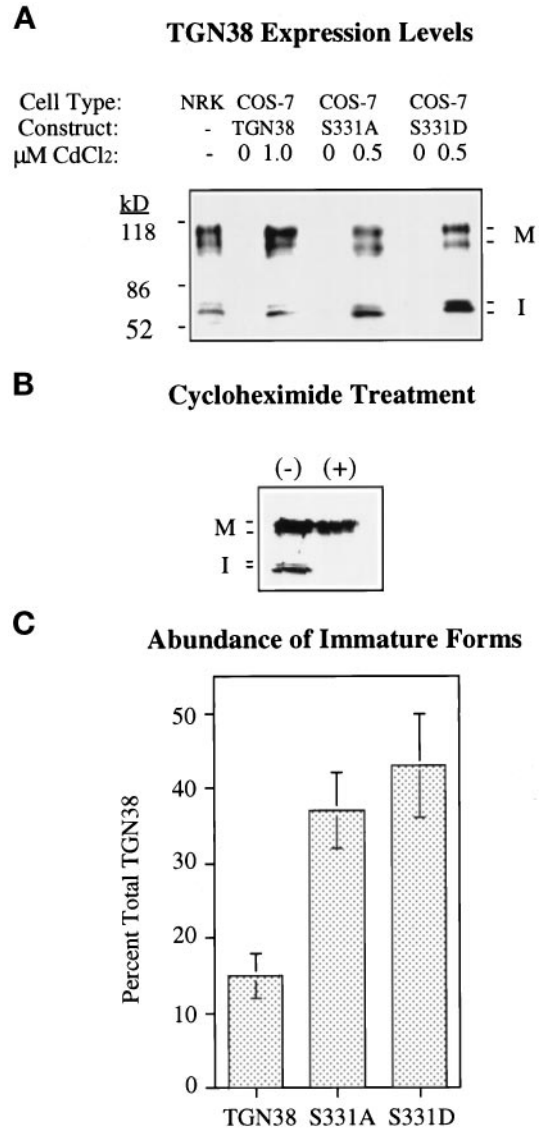 A
TGN38 Expression Levels
Cell Type: NRK COS-7 COS-7 COS-7
Construct: - TGN38 S331A S331D
μM CdCl2: - 0 1.0 0 0.5 0 0.5
kD
118
86
52
M
I
B
Cycloheximide Treatment
(-) (+)
M
I
C
Abundance of Immature Forms
Percent Total TGN38
50
40
30
20
10
0
TGN38 S331A S331D